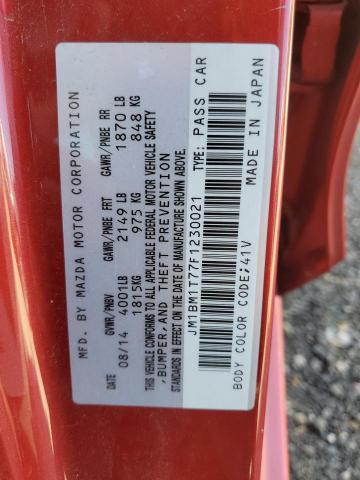 MFD. BY MAZDA MOTOR CORPORATION
DATE GVWR/PNBV GAWR/PNBE FRT GAWR/PNBE RR
08/14 4001LB 2149 LB 1870 LB
1815KG 975 KG 848 KG
THIS VEHICLE CONFORMS TO ALL APPLICABLE FEDERAL MOTOR VEHICLE SAFETY
,BUMPER,AND THEFT PREVENTION
STANDARDS IN EFFECT ON THE DATE OF MANUFACTURE SHOWN ABOVE.
JM1BM1T77F1230021 TYPE: PASS CAR
BODY COLOR CODE;41V MADE IN JAPAN